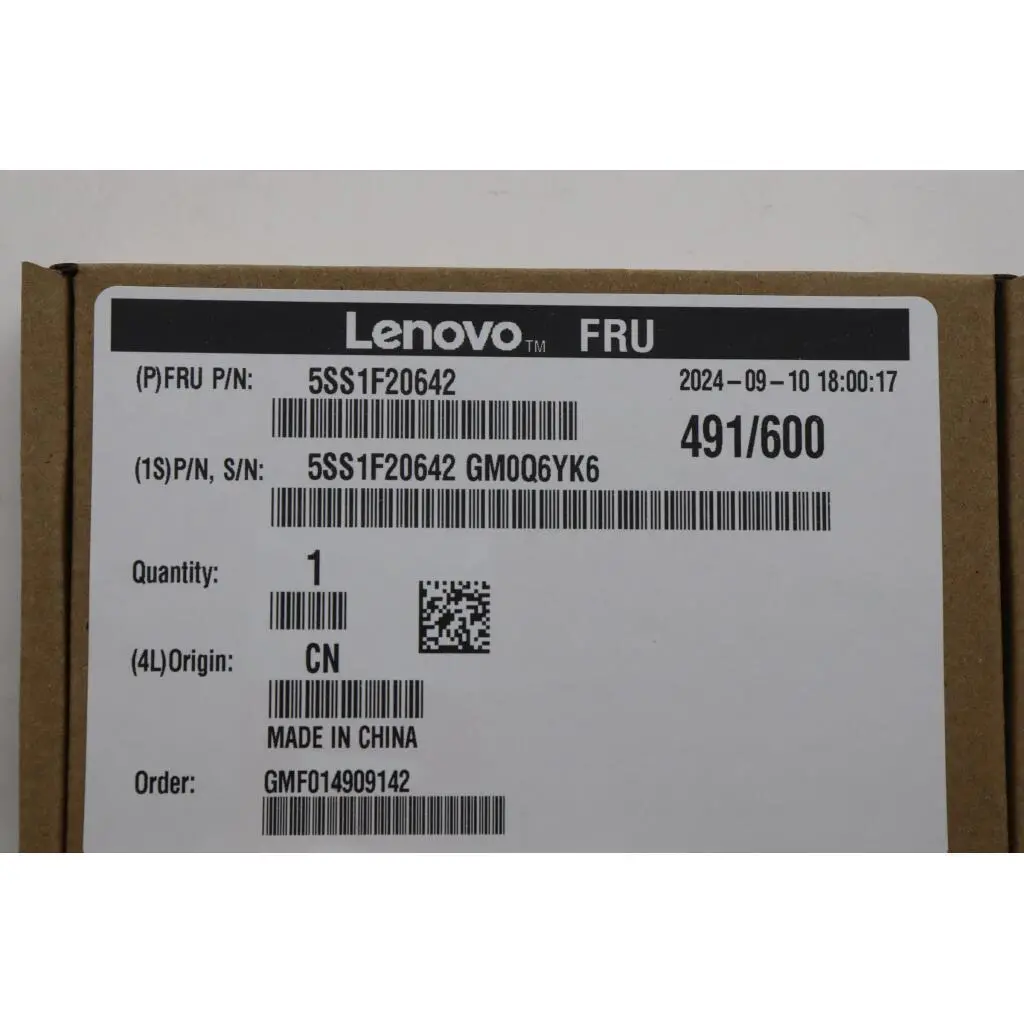 Lenovo™ FRU
(P)FRU P/N: 5SS1F20642 2024-09-10 18:00:17
491/600
(1S)P/N, S/N: 5SS1F20642 GM0Q6YK6
Quantity: 1
(4L)Origin: CN
MADE IN CHINA
Order: GMF014909142